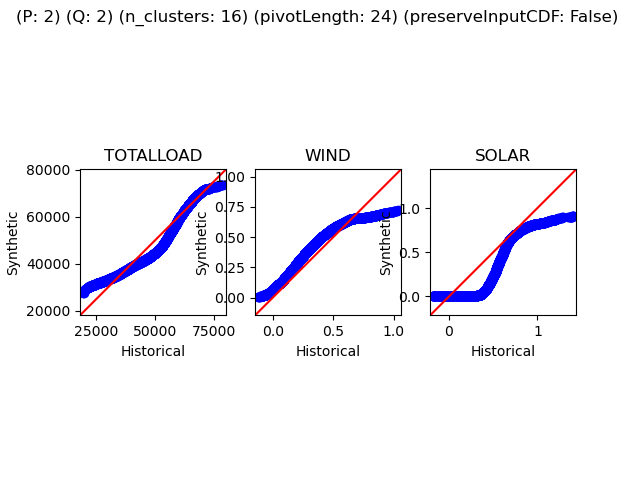 (P: 2) (Q: 2) (n_clusters: 16) (pivotLength: 24) (preserveInputCDF: False)
TOTALLOAD
WIND
SOLAR
80000
60000
40000
20000
Synthetic
25000
50000
75000
Historical
1.00
0.75
0.50
0.25
0.00
Synthetic
0.0
0.5
1.0
Historical
1.0
0.5
0.0
Synthetic
0
1
Historical